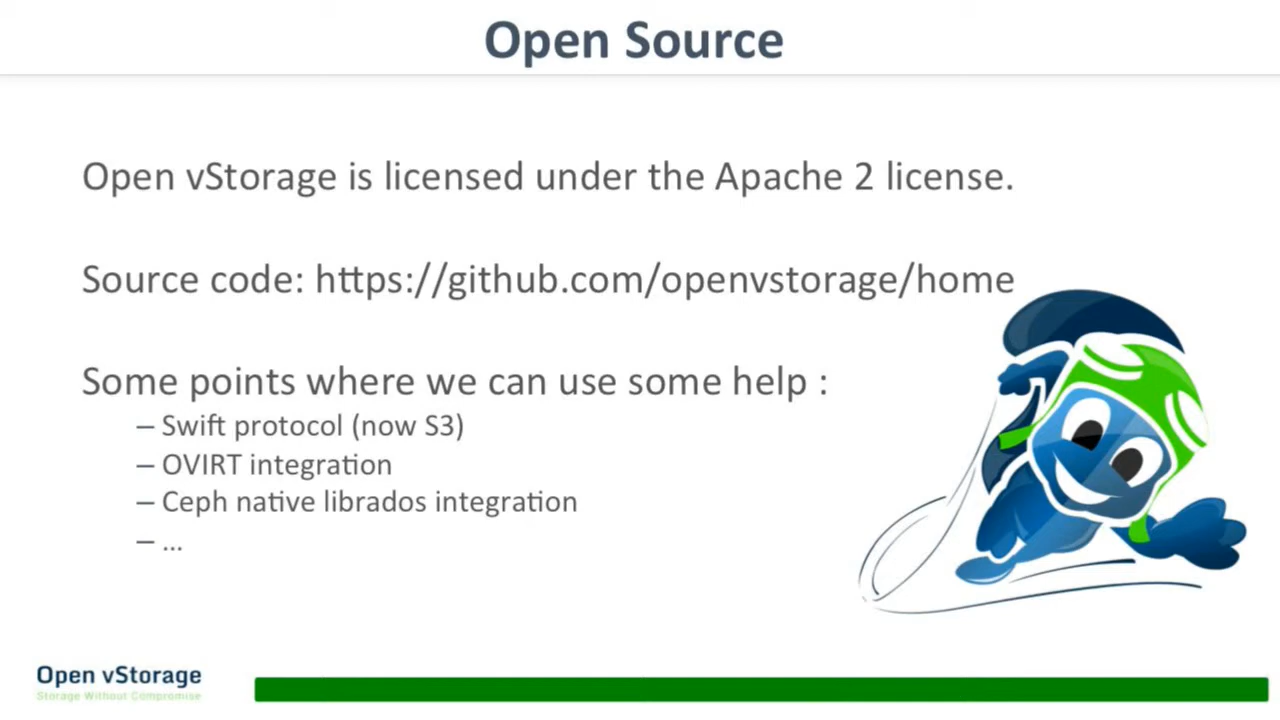 Open Source
Open vStorage is licensed under the Apache 2 license.
Source code: https://github.com/openvstorage/home
Some points where we can use some help :
– Swift protocol (now S3)
– OVIRT integration
– Ceph native librados integration
– ...
Open vStorage
Storage Without Compromise